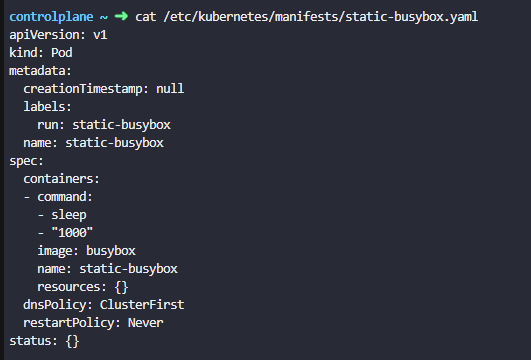 controlplane ~ ➜ cat /etc/kubernetes/manifests/static-busybox.yaml
apiVersion: v1
kind: Pod
metadata:
  creationTimestamp: null
  labels:
    run: static-busybox
  name: static-busybox
spec:
  containers:
  - command:
    - sleep
    - "1000"
    image: busybox
    name: static-busybox
    resources: {}
  dnsPolicy: ClusterFirst
  restartPolicy: Never
status: {}